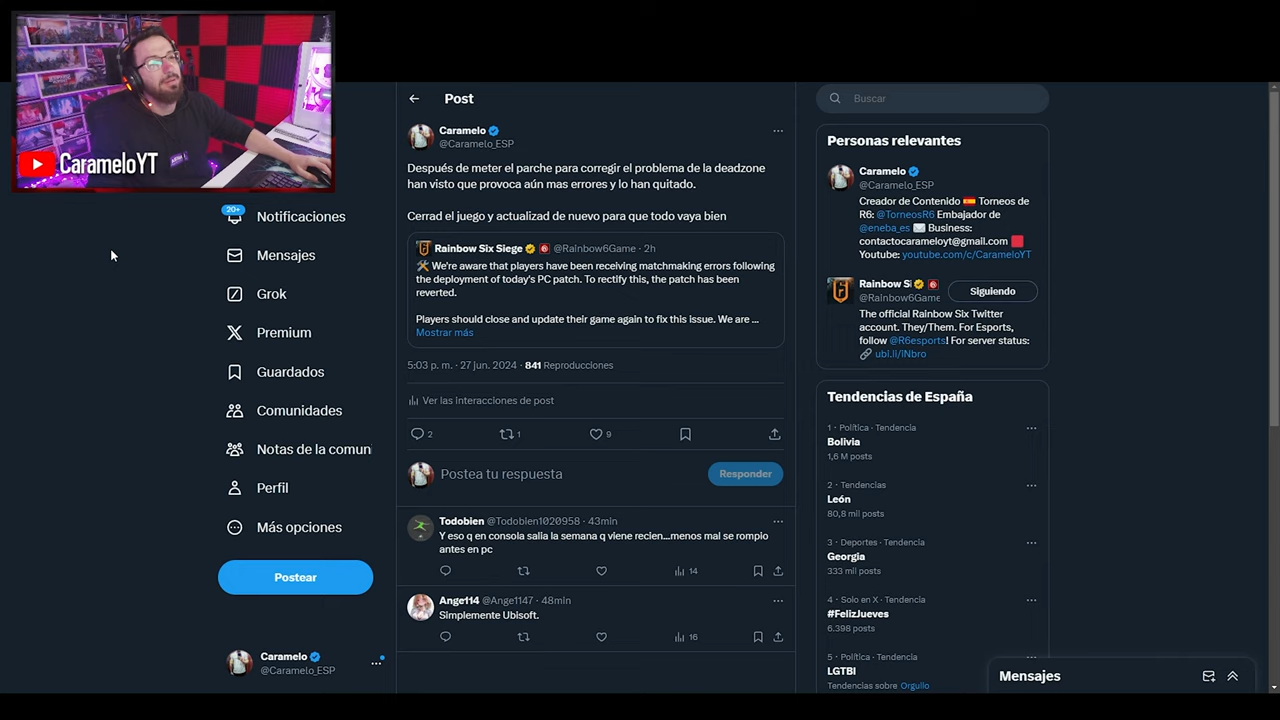 CarameloYT
20+
Notificaciones
Mensajes
Grok
Premium
Guardados
Comunidades
Notas de la comuni
Perfil
Más opciones
Postear
Caramelo
@Caramelo_ESP
Post
Caramelo
@Caramelo_ESP
Después de meter el parche para corregir el problema de la deadzone
han visto que provoca aún mas errores y lo han quitado.
Cerrad el juego y actualizad de nuevo para que todo vaya bien
Rainbow Six Siege @Rainbow6Game · 2h
🛠️ We're aware that players have been receiving matchmaking errors following
the deployment of today's PC patch. To rectify this, the patch has been
reverted.
Players should close and update their game again to fix this issue. We are ...
Mostrar más
5:03 p. m. · 27 jun. 2024 · 841 Reproducciones
Ver las interacciones de post
2 1 9
Postea tu respuesta
Responder
Todobien @Todobien1020958 · 43min
Y eso q en consola salia la semana q viene recien...menos mal se rompio
antes en pc
14
Ange114 @Ange1147 · 48min
Simplemente Ubisoft.
16
Buscar
Personas relevantes
Caramelo
@Caramelo_ESP
Creador de Contenido 🇪🇸 Torneos de
R6: @TorneosR6 Embajador de
@eneba_es ✉️ Business:
contactocarameloyt@gmail.com 🟥
Youtube: youtube.com/c/CarameloYT
Rainbow Si
@Rainbow6Game
Siguiendo
The official Rainbow Six Twitter
account. They/Them. For Esports,
follow @R6esports! For server status:
🔗 ubi.li/lNbro
Tendencias de España
1 · Política · Tendencia
Bolivia
1,6 M posts
2 · Tendencias
León
80,8 mil posts
3 · Deportes · Tendencia
Georgia
333 mil posts
4 · Solo en X · Tendencia
#FelizJueves
6.398 posts
5 · Política · Tendencia
LGTBI
Tendencias sobre Orgullo
Mensajes